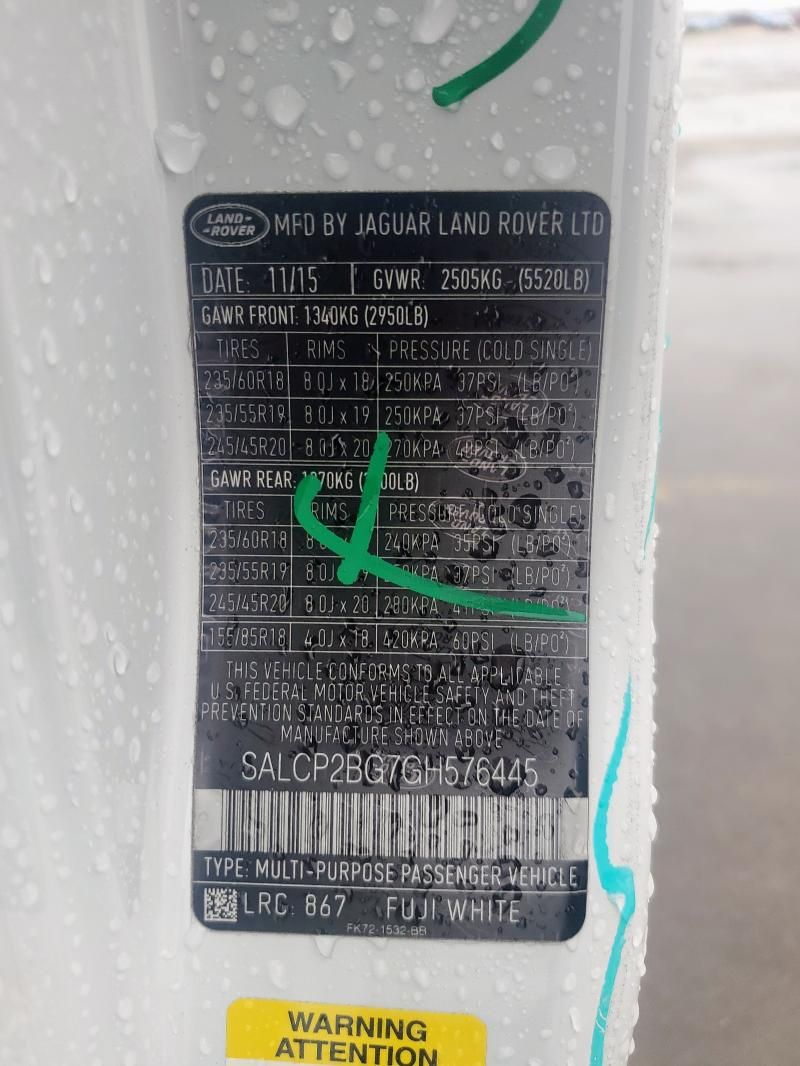 LAND-
-ROVER
MFD BY JAGUAR LAND ROVER LTD
DATE: 11/15 GVWR: 2505KG (5520LB)
GAWR FRONT: 1340KG (2950LB)
TIRES RIMS PRESSURE (COLD SINGLE)
235/60R18 8.0J x 18 250KPA 37PSI (LB/PO²)
235/55R19 8.0J x 19 250KPA 37PSI (LB/PO²)
245/45R20 8.0J x 20 270KPA (LB/PO²)
GAWR REAR:
TIRES RIMS PRESSURE (COLD SINGLE)
235/60R18 240KPA 35PSI (LB/PO²)
235/55R19 8.0J 37PSI (LB/PO²)
245/45R20 8.0J x 20 280KPA (LB/PO²)
155/85R18 4.0J x 18 420KPA 60PSI (LB/PO²)
THIS VEHICLE CONFORMS TO ALL APPLICABLE
U.S. FEDERAL MOTOR VEHICLE SAFETY AND THEFT
PREVENTION STANDARDS IN EFFECT ON THE DATE OF
MANUFACTURE SHOWN ABOVE
SALCP2BG7GH576445
TYPE: MULTI-PURPOSE PASSENGER VEHICLE
LRC: 867 FUJI WHITE
FK72-1532-BB
WARNING
ATTENTION